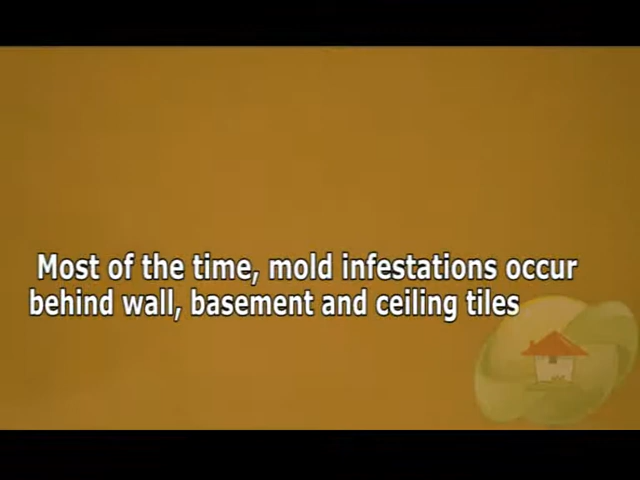 Most of the time, mold infestations occur
behind wall, basement and ceiling tiles